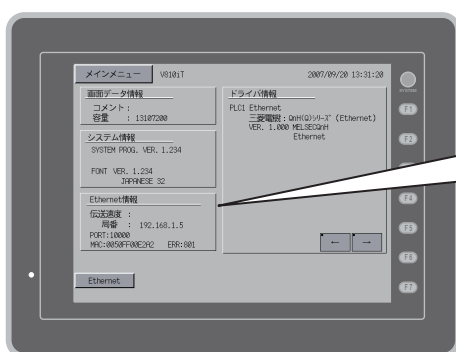 メインメニュー V810iT 2007/09/20 13:31:20
SYSTEM
画面データ情報
コメント:
容量 : 13107200
システム情報
SYSTEM PROG. VER. 1.234
FONT VER. 1.234
JAPANESE 32
Ethernet情報
伝送速度 :
局番 : 192.168.1.5
PORT:10000
MAC:0050FF00E2A2 ERR:801
ドライバ情報
PLC1 Ethernet
三菱電機 : QnH(Q)シリーズ (Ethernet)
VER. 1.000 MELSECQnH
Ethernet
← →
Ethernet
F1
F2
F4
F5
F6
F7